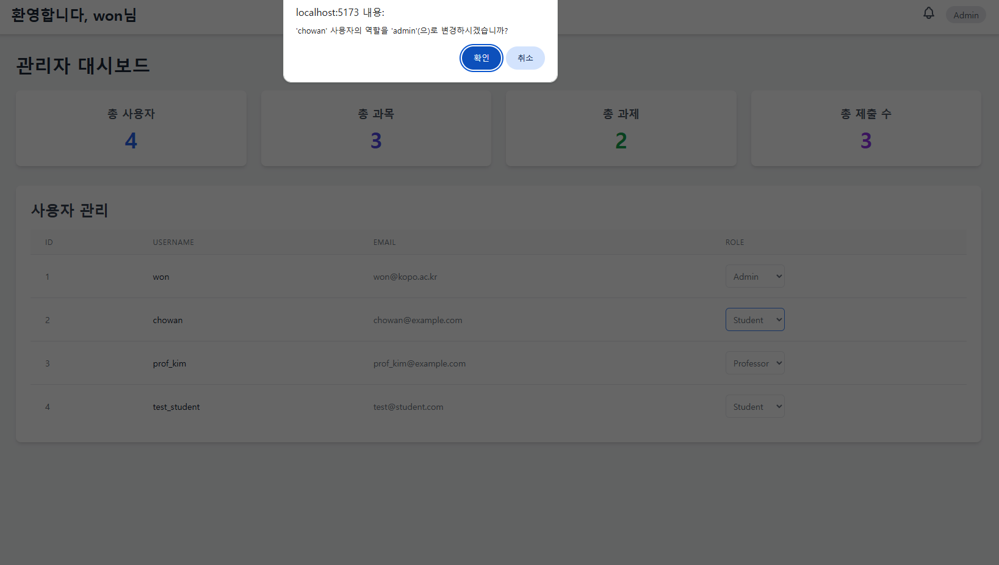 환영합니다, won님
Admin
localhost:5173 내용:
'chowan' 사용자의 역할을 'admin'(으)로 변경하시겠습니까?
확인 취소
관리자 대시보드
총 사용자 총 과목 총 과제 총 제출 수
4 3 2 3
사용자 관리
ID USERNAME EMAIL ROLE
1 won won@kopo.ac.kr Admin
2 chowan chowan@example.com Student
3 prof_kim prof_kim@example.com Professor
4 test_student test@student.com Student